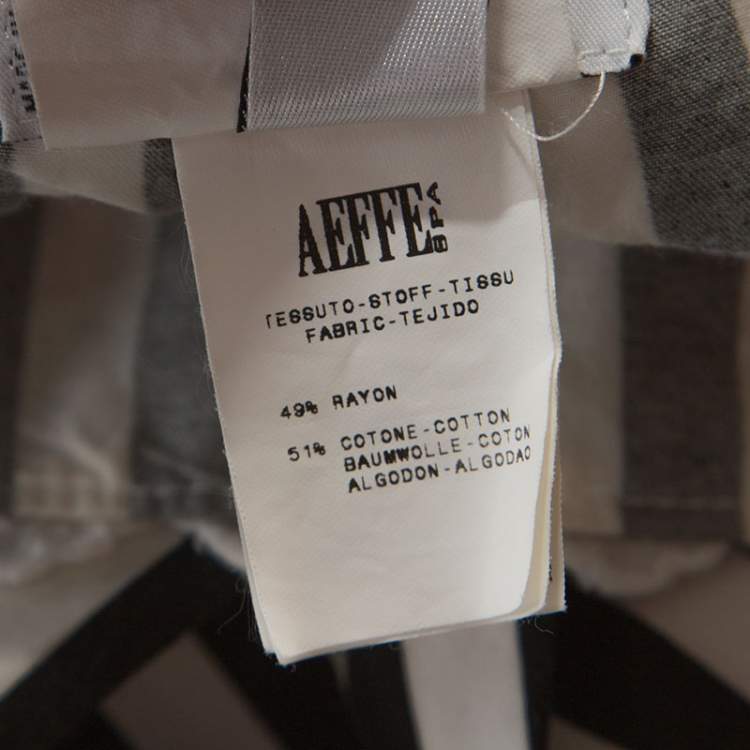 AEFFE SPA
TESSUTO-STOFF-TISSU
FABRIC-TEJIDO
49% RAYON
51% COTONE-COTTON
BAUMWOLLE-COTON
ALGODON-ALGODAO